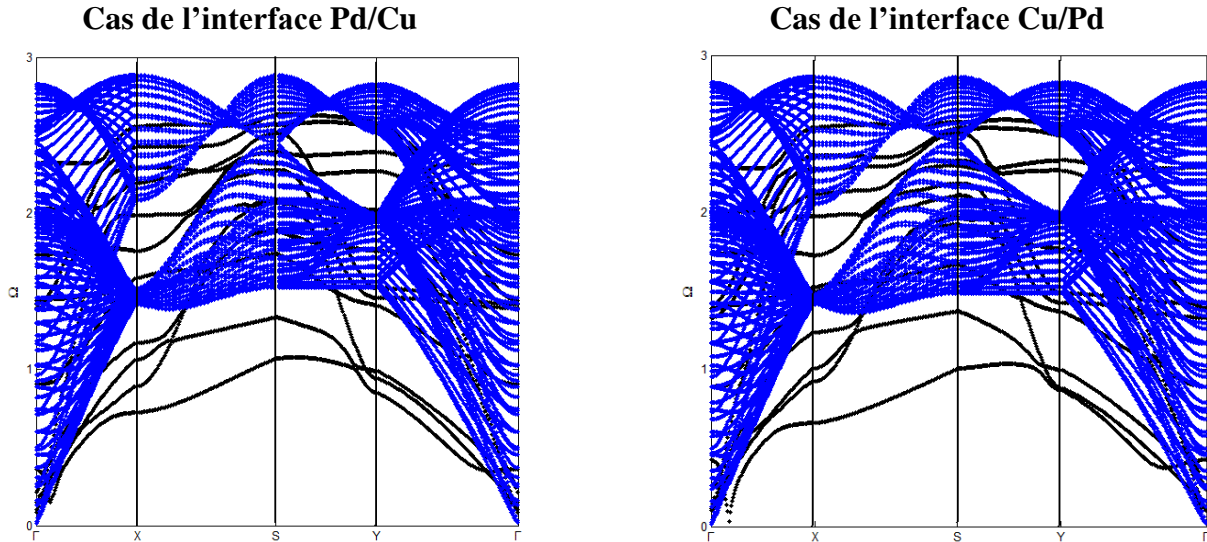 Cas de l'interface Pd/Cu
Cas de l'interface Cu/Pd
3
2
Ω
1
0
Γ X S Y Γ
3
2
Ω
1
0
Γ X S Y Γ